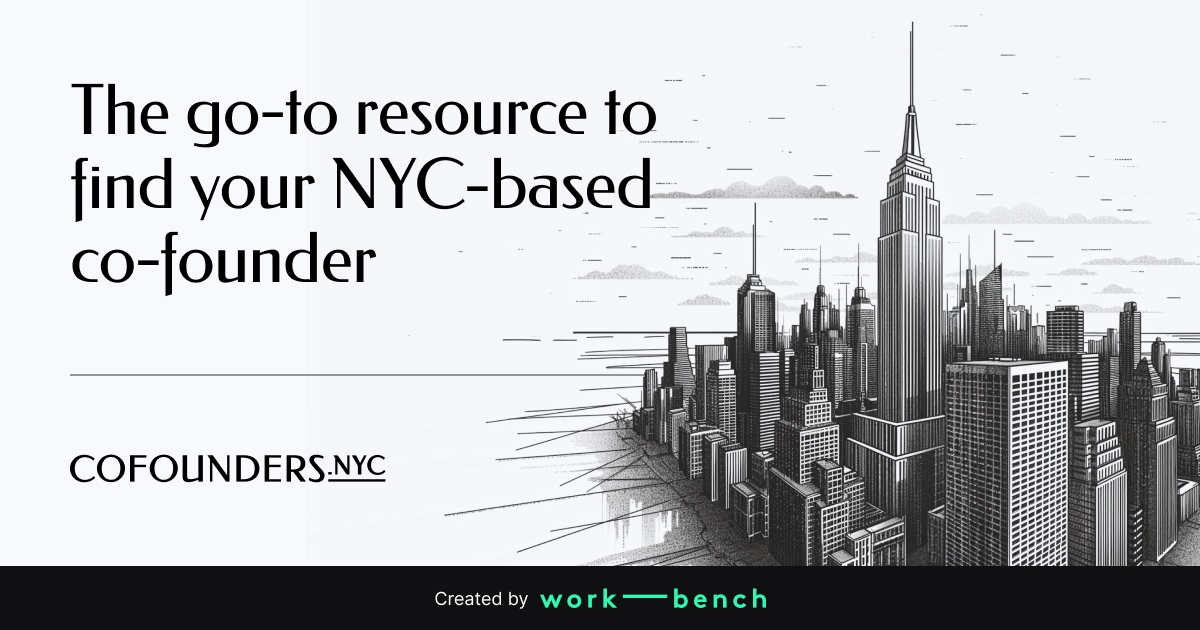 The go-to resource to
find your NYC-based
co-founder
COFOUNDERS.NYC
Created by work—bench